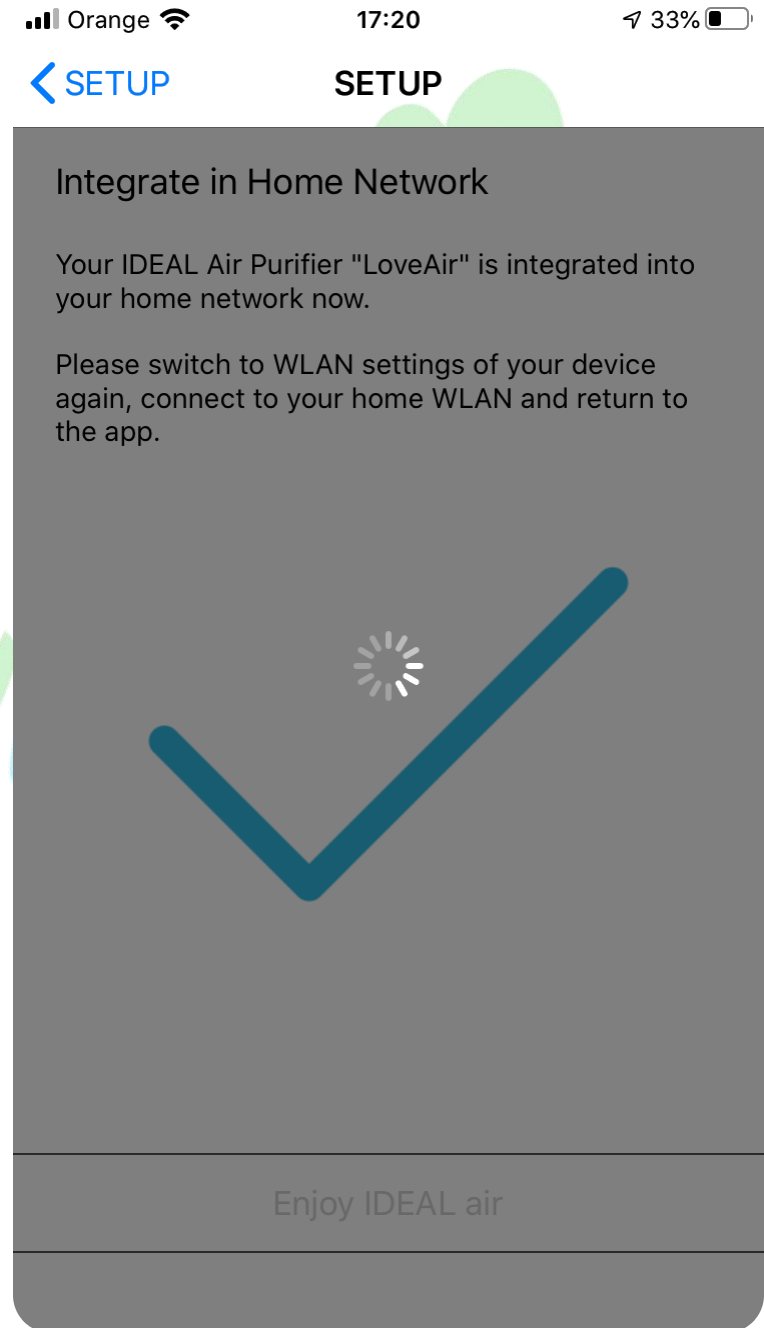 Orange 17:20 33%
SETUP SETUP
Integrate in Home Network
Your IDEAL Air Purifier "LoveAir" is integrated into
your home network now.
Please switch to WLAN settings of your device
again, connect to your home WLAN and return to
the app.
Enjoy IDEAL air